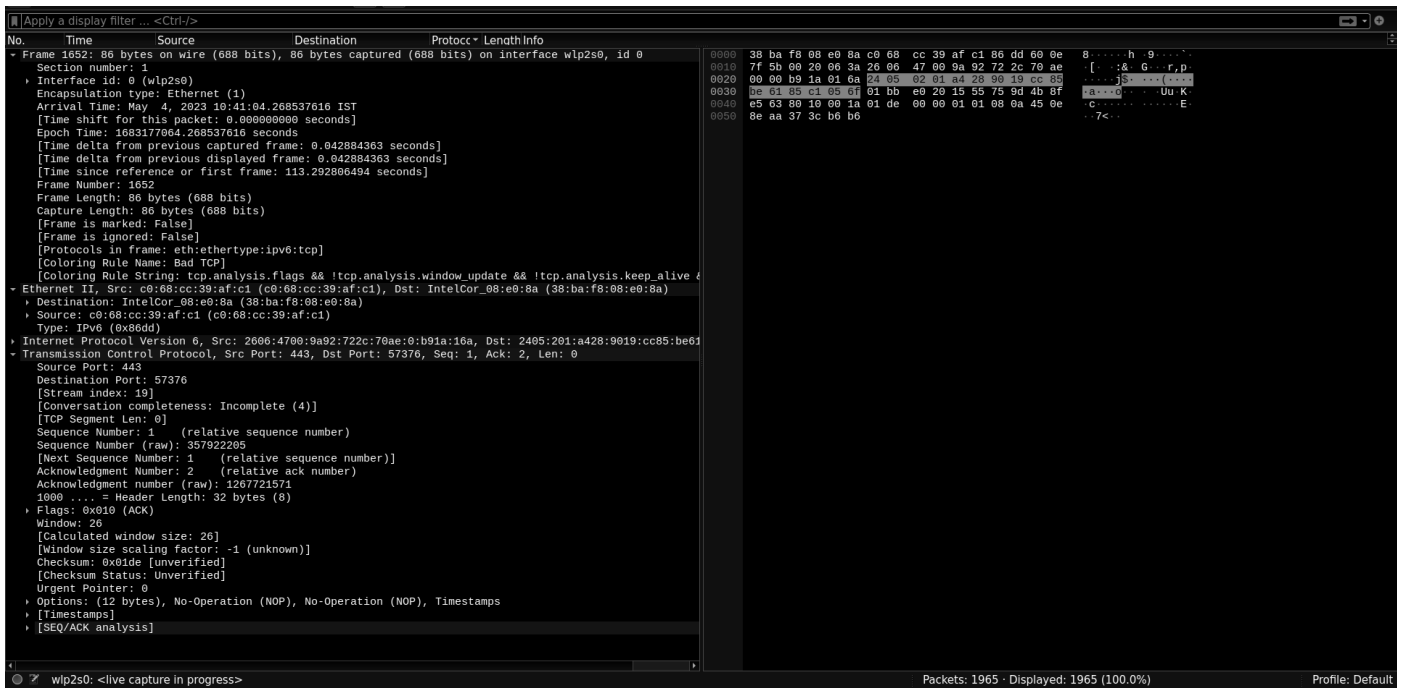 Apply a display filter ... <Ctrl-/>
No. Time Source Destination Protocc Length Info
Frame 1652: 86 bytes on wire (688 bits), 86 bytes captured (688 bits) on interface wlp2s0, id 0
Section number: 1
Interface id: 0 (wlp2s0)
Encapsulation type: Ethernet (1)
Arrival Time: May  4, 2023 10:41:04.268537616 IST
[Time shift for this packet: 0.000000000 seconds]
Epoch Time: 1683177064.268537616 seconds
[Time delta from previous captured frame: 0.042884363 seconds]
[Time delta from previous displayed frame: 0.042884363 seconds]
[Time since reference or first frame: 113.292806494 seconds]
Frame Number: 1652
Frame Length: 86 bytes (688 bits)
Capture Length: 86 bytes (688 bits)
[Frame is marked: False]
[Frame is ignored: False]
[Protocols in frame: eth:ethertype:ipv6:tcp]
[Coloring Rule Name: Bad TCP]
[Coloring Rule String: tcp.analysis.flags && !tcp.analysis.window_update && !tcp.analysis.keep_alive &
Ethernet II, Src: c0:68:cc:39:af:c1 (c0:68:cc:39:af:c1), Dst: IntelCor_08:e0:8a (38:ba:f8:08:e0:8a)
Destination: IntelCor_08:e0:8a (38:ba:f8:08:e0:8a)
Source: c0:68:cc:39:af:c1 (c0:68:cc:39:af:c1)
Type: IPv6 (0x86dd)
Internet Protocol Version 6, Src: 2606:4700:9a92:722c:70ae:0:b91a:16a, Dst: 2405:201:a428:9019:cc85:be61
Transmission Control Protocol, Src Port: 443, Dst Port: 57376, Seq: 1, Ack: 2, Len: 0
Source Port: 443
Destination Port: 57376
[Stream index: 19]
[Conversation completeness: Incomplete (4)]
[TCP Segment Len: 0]
Sequence Number: 1    (relative sequence number)
Sequence Number (raw): 357922205
[Next Sequence Number: 1    (relative sequence number)]
Acknowledgment Number: 2    (relative ack number)
Acknowledgment number (raw): 1267721571
1000 .... = Header Length: 32 bytes (8)
Flags: 0x010 (ACK)
Window: 26
[Calculated window size: 26]
[Window size scaling factor: -1 (unknown)]
Checksum: 0x01de [unverified]
[Checksum Status: Unverified]
Urgent Pointer: 0
Options: (12 bytes), No-Operation (NOP), No-Operation (NOP), Timestamps
[Timestamps]
[SEQ/ACK analysis]
0000 38 ba f8 08 e0 8a c0 68 cc 39 af c1 86 dd 60 0e 8······h ·9····`·
0010 7f 5b 00 20 06 3a 26 06 47 00 9a 92 72 2c 70 ae ·[· ·:&· G···r,p·
0020 00 00 b9 1a 01 6a 24 05 02 01 a4 28 90 19 cc 85 ·····j$· ···(····
0030 be 61 85 c1 05 6f 01 bb e0 20 15 55 75 9d 4b 8f ·a···o·· · ·Uu·K·
0040 e5 63 80 10 00 1a 01 de 00 00 01 01 08 0a 45 0e ·c······ ······E·
0050 8e aa 37 3c b6 b6 ··7<··
wlp2s0: <live capture in progress> Packets: 1965 · Displayed: 1965 (100.0%) Profile: Default